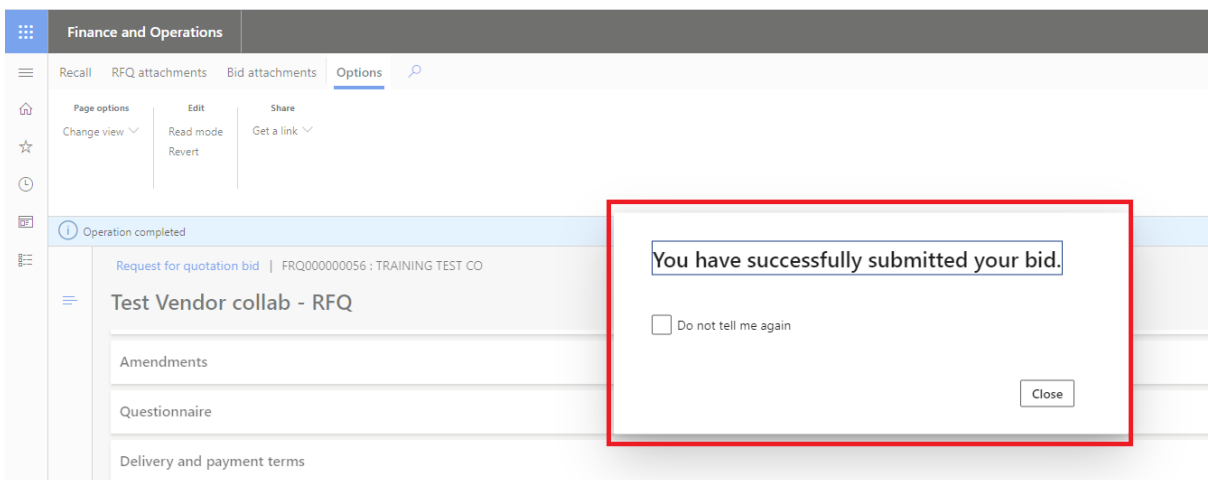 Finance and Operations
Recall RFQ attachments Bid attachments Options
Page options Edit Share
Change view Read mode Get a link
Revert
Operation completed
You have successfully submitted your bid.
Request for quotation bid | FRQ000000056 : TRAINING TEST CO
Test Vendor collab - RFQ
Do not tell me again
Amendments
Close
Questionnaire
Delivery and payment terms